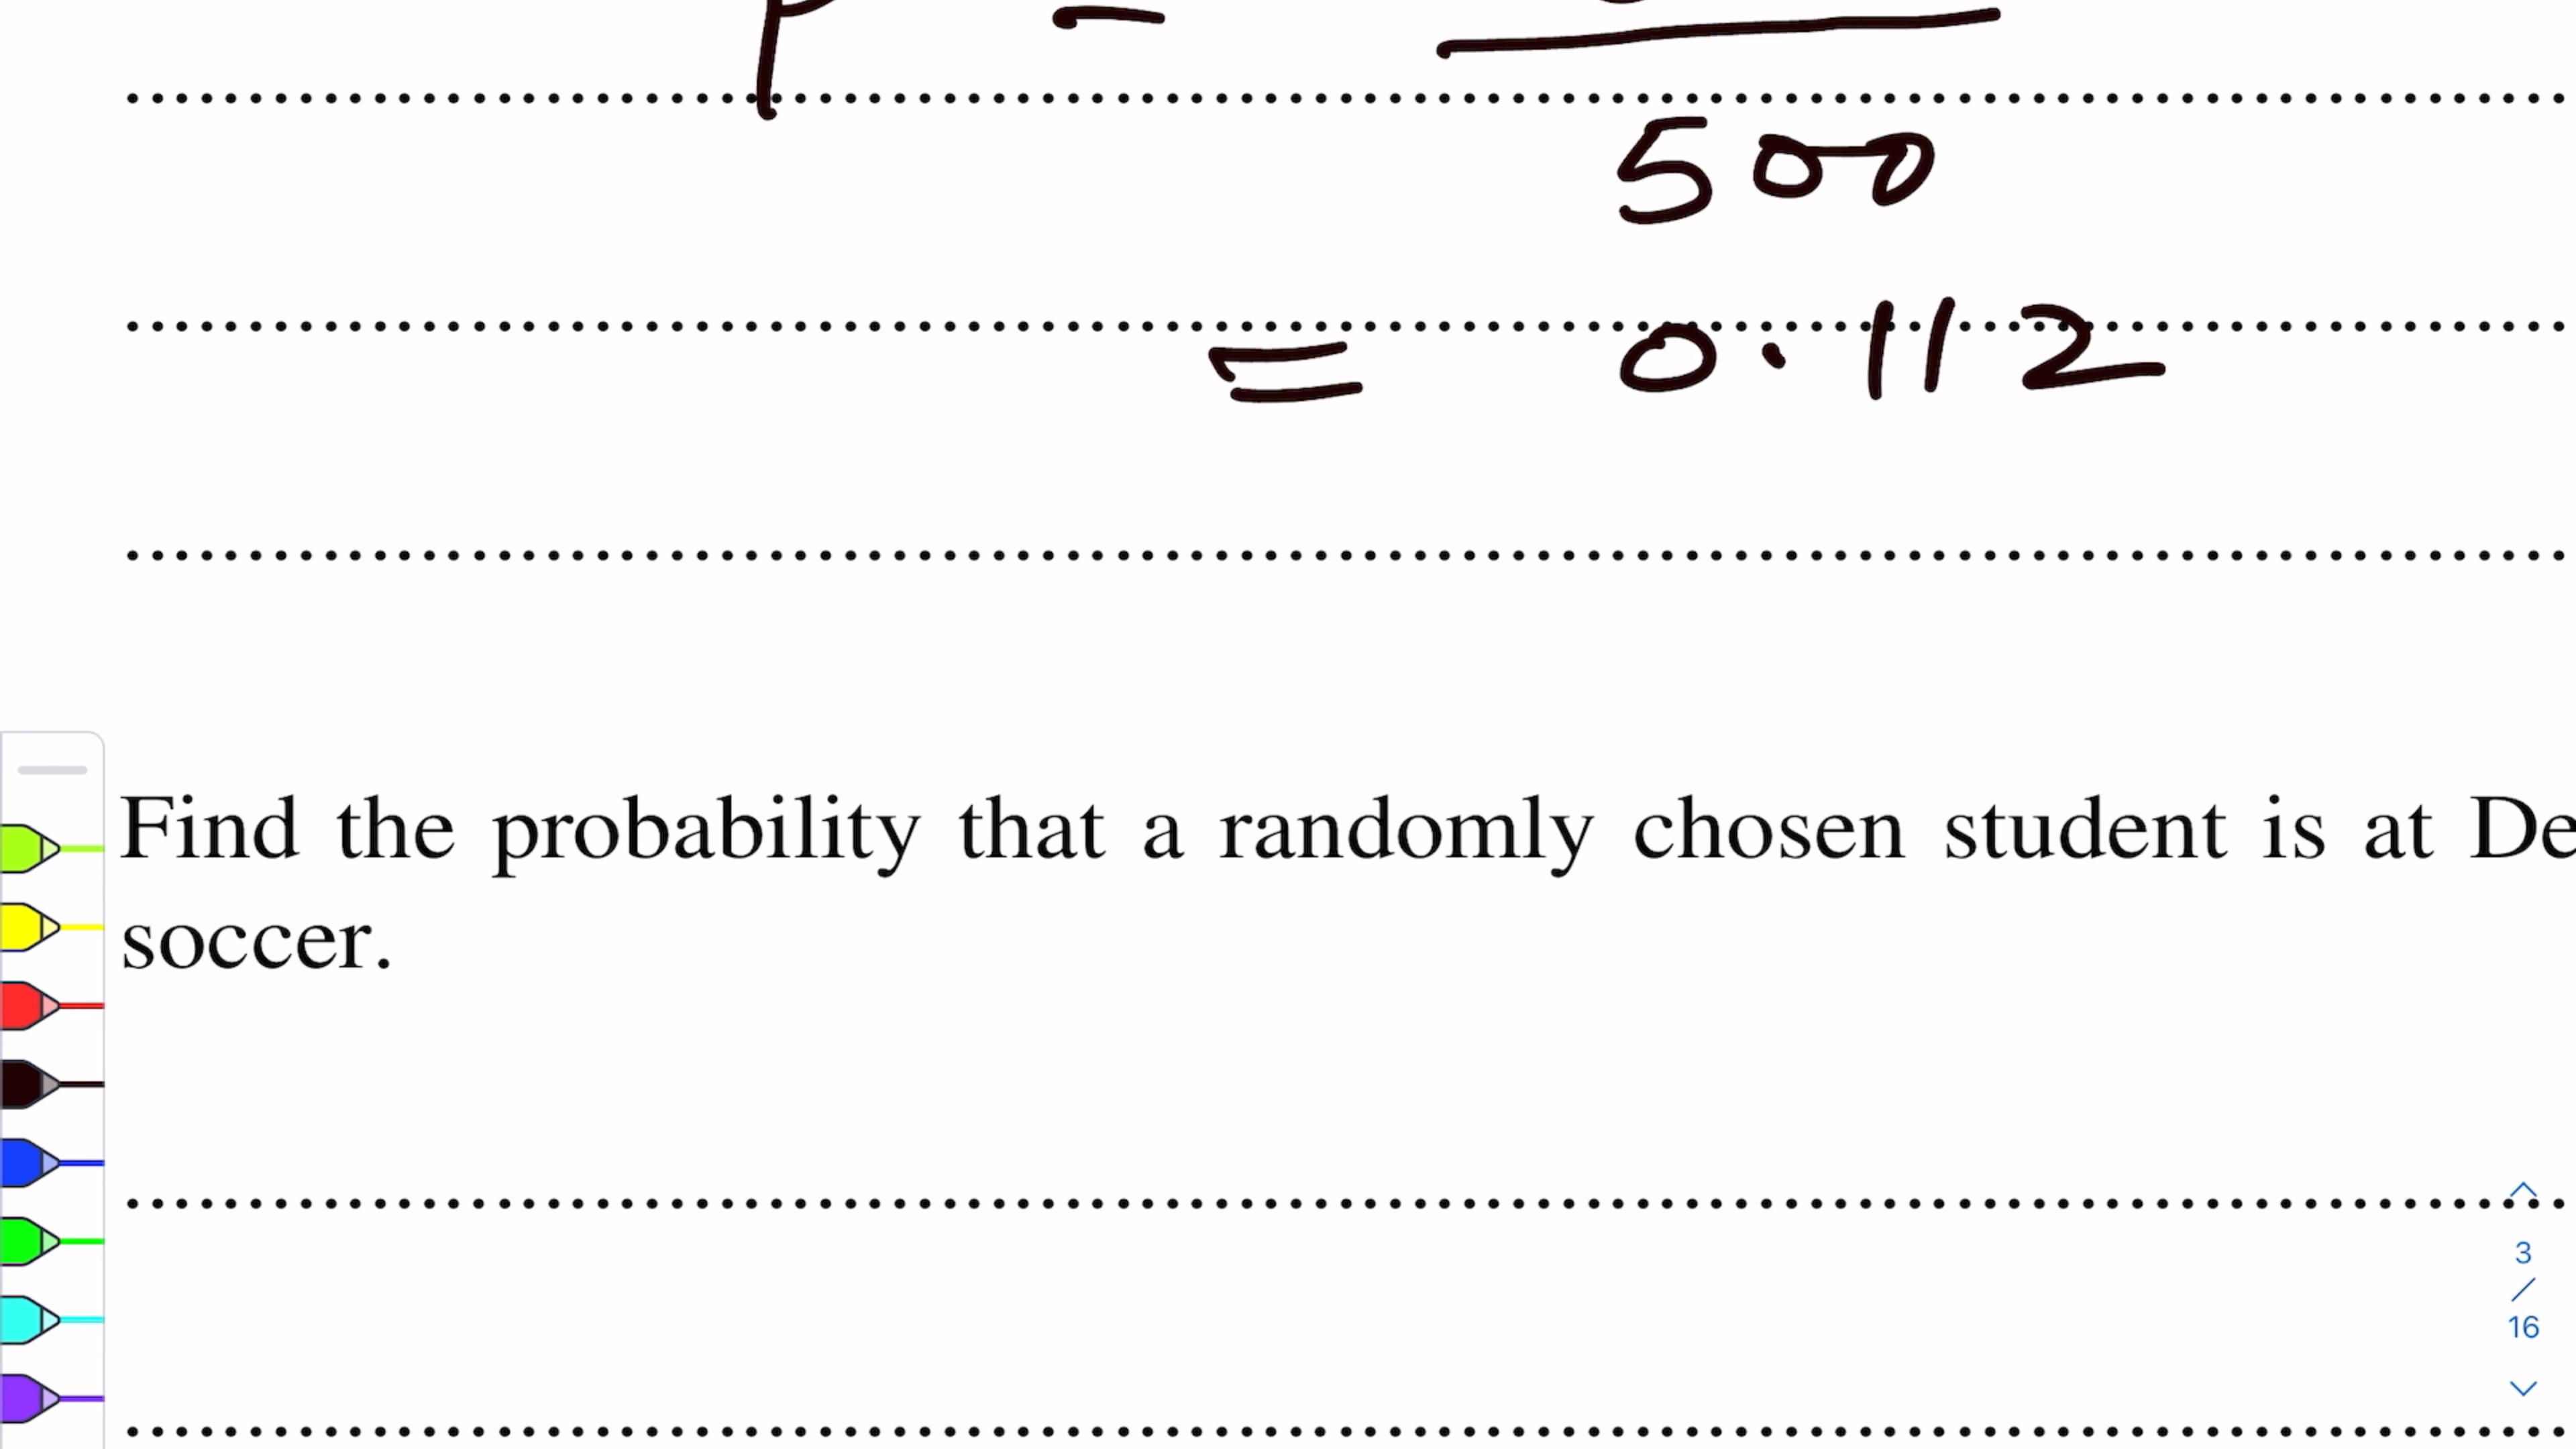 p =
500
= 0.112
Find the probability that a randomly chosen student is at De
soccer.
3
/
16